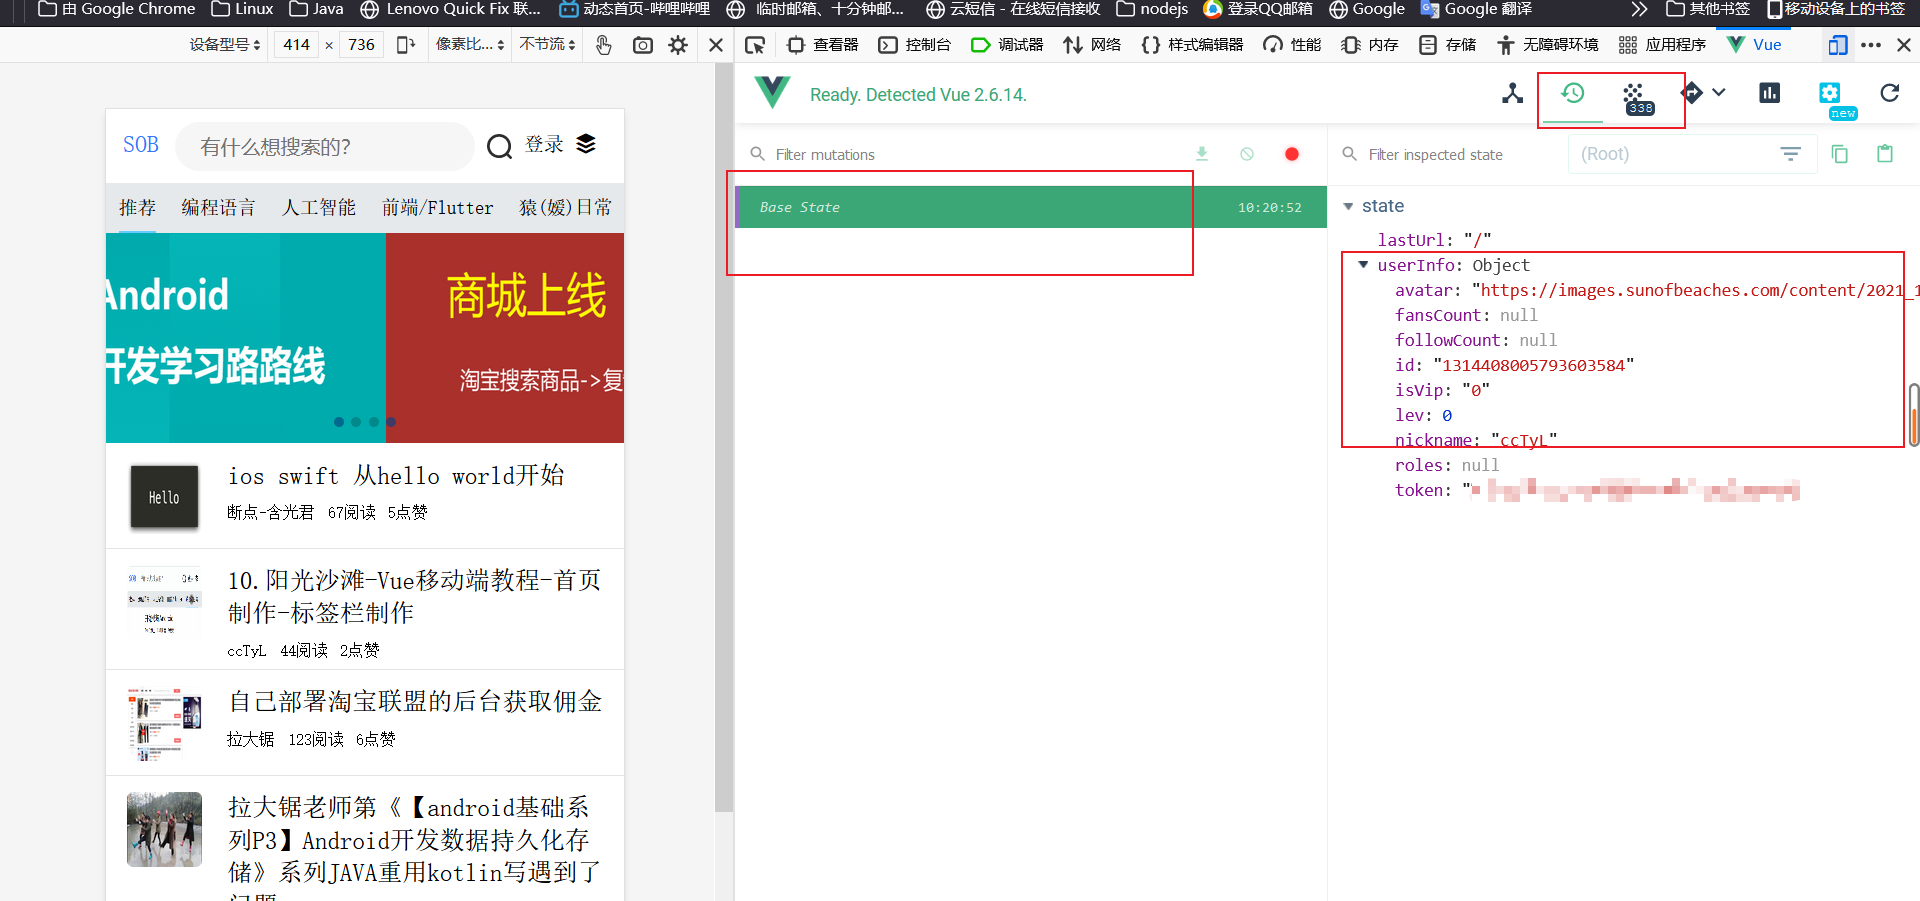 由 Google Chrome
Linux
Java
Lenovo Quick Fix 联...
动态首页-哔哩哔哩
临时邮箱、十分钟邮...
云短信 - 在线短信接收
nodejs
登录QQ邮箱
Google
Google 翻译
其他书签
移动设备上的书签
设备型号
414 × 736
像素比...
不节流
查看器
控制台
调试器
网络
样式编辑器
性能
内存
存储
无障碍环境
应用程序
Vue
Ready. Detected Vue 2.6.14.
338
new
SOB
有什么想搜索的?
登录
推荐
编程语言
人工智能
前端/Flutter
猿(媛)日常
Android
开发学习路路线
商城上线
淘宝搜索商品->复
Hello
ios swift 从hello world开始
断点-含光君 67阅读 5点赞
10.阳光沙滩-Vue移动端教程-首页
制作-标签栏制作
ccTyL 44阅读 2点赞
自己部署淘宝联盟的后台获取佣金
拉大锯 123阅读 6点赞
拉大锯老师第《【android基础系
列P3】Android开发数据持久化存
储》系列JAVA重用kotlin写遇到了
问题
Filter mutations
Base State
10:20:52
Filter inspected state
(Root)
state
lastUrl: "/"
userInfo: Object
avatar: "https://images.sunofbeaches.com/content/2021_1
fansCount: null
followCount: null
id: "1314408005793603584"
isVip: "0"
lev: 0
nickname: "ccTyL"
roles: null
token: "